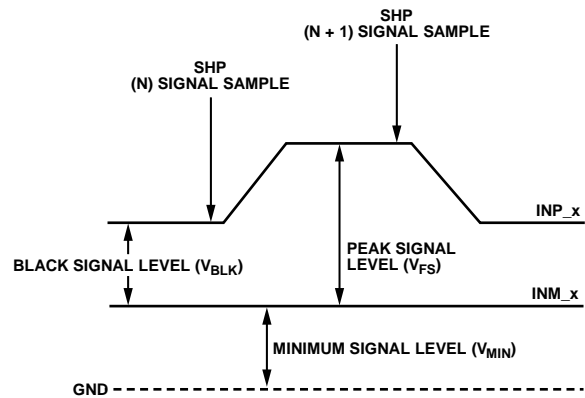 SHP
(N + 1) SIGNAL SAMPLE
SHP
(N) SIGNAL SAMPLE
INP_x
PEAK SIGNAL
LEVEL (VFS)
BLACK SIGNAL LEVEL (VBLK)
INM_x
MINIMUM SIGNAL LEVEL (VMIN)
GND